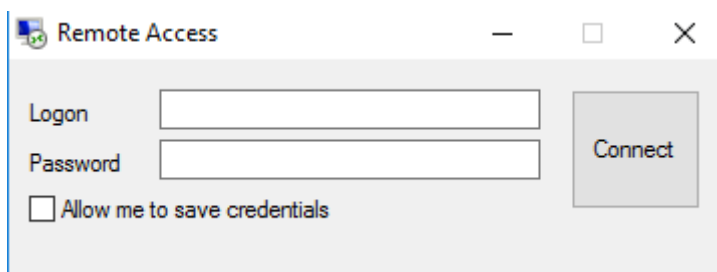 Remote Access
Logon
Password
Connect
Allow me to save credentials